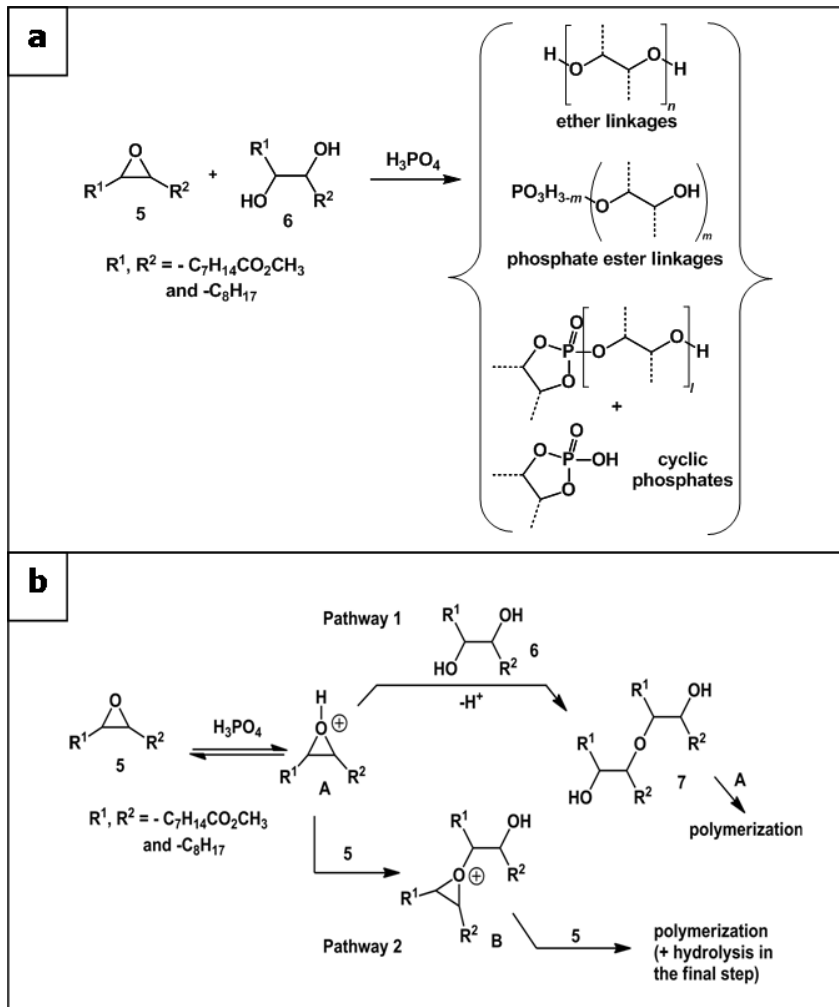 a
H
O
O
H
n
ether linkages
O
R¹
R²
5
+
R¹
OH
HO
R²
6
H₃PO₄
R¹, R² = - C₇H₁₄CO₂CH₃
and -C₈H₁₇
PO₃H₃₋ₘ
O
OH
m
phosphate ester linkages
O
O
P
O
O
O
H
l
+
O
O
P
OH
O
cyclic
phosphates
b
Pathway 1
R¹
OH
HO
R²
6
-H⁺
O
R¹
R²
5
H₃PO₄
H
O
⊕
R¹
R²
A
R¹
OH
R¹
O
R²
HO
R²
7
A
polymerization
R¹, R² = - C₇H₁₄CO₂CH₃
and -C₈H₁₇
5
R¹
OH
O
⊕
R²
R¹
R²
B
Pathway 2
5
polymerization
(+ hydrolysis in
the final step)